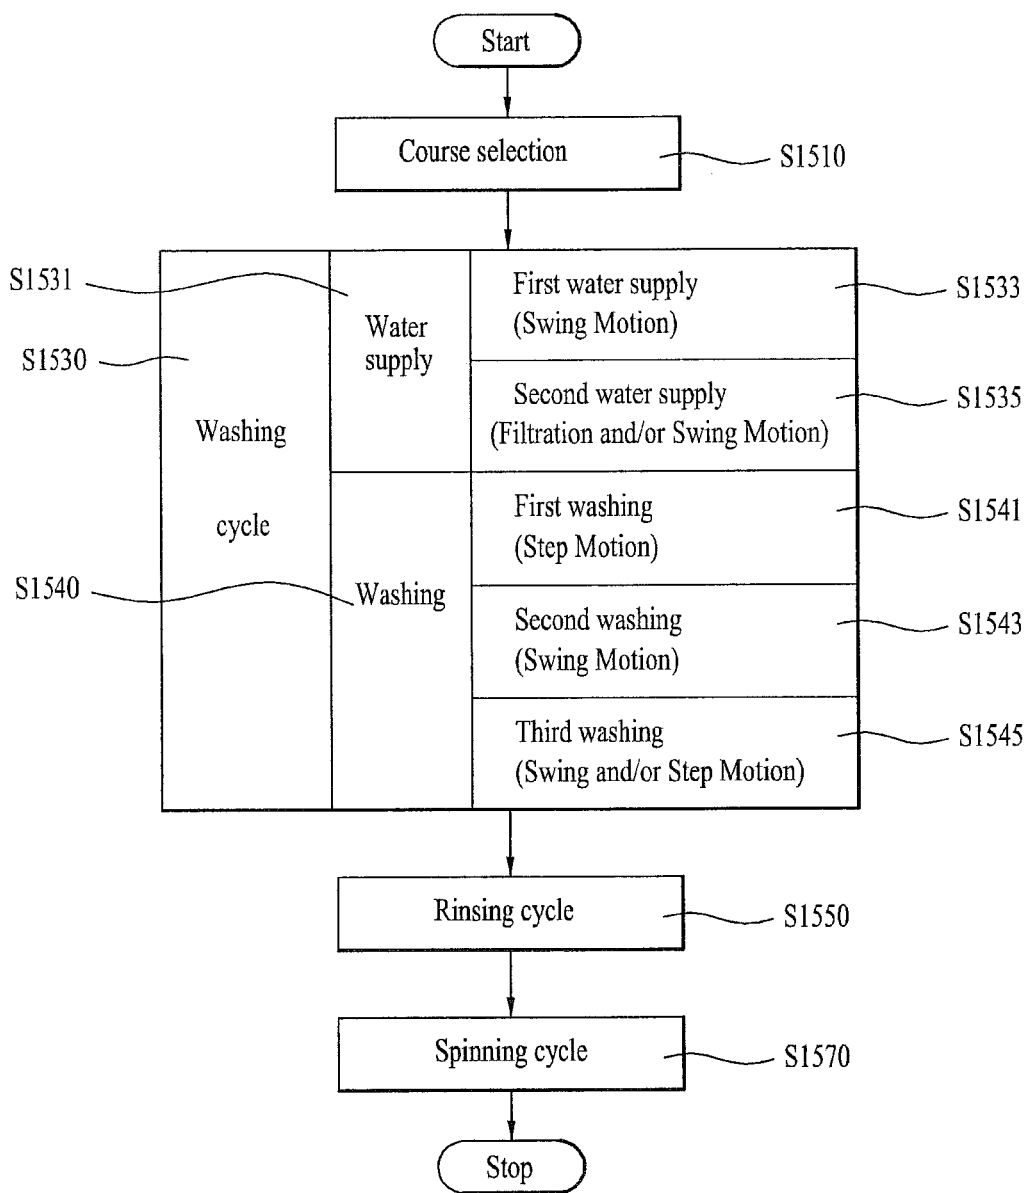 Start
Course selection
S1510
S1531
S1530
Washing
cycle
Water
supply
First water supply
(Swing Motion)
S1533
Second water supply
(Filtration and/or Swing Motion)
S1535
S1540
Washing
First washing
(Step Motion)
S1541
Second washing
(Swing Motion)
S1543
Third washing
(Swing and/or Step Motion)
S1545
Rinsing cycle
S1550
Spinning cycle
S1570
Stop